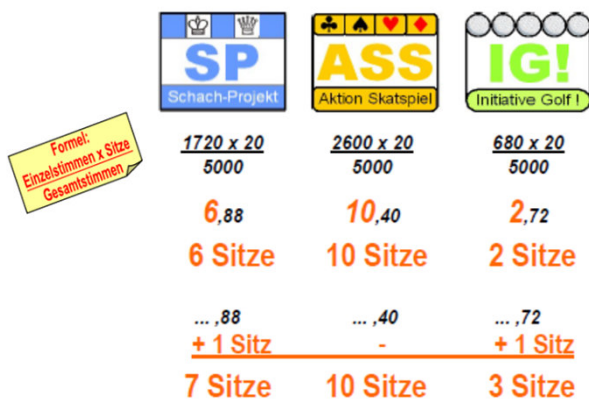 SP ASS IG!
Schach-Projekt Aktion Skatspiel Initiative Golf !
Formel:
Einzelstimmen x Sitze
Gesamtstimmen
1720 x 20 2600 x 20 680 x 20
5000 5000 5000
6,88 10,40 2,72
6 Sitze 10 Sitze 2 Sitze
... ,88 ... ,40 ... ,72
+ 1 Sitz - + 1 Sitz
7 Sitze 10 Sitze 3 Sitze